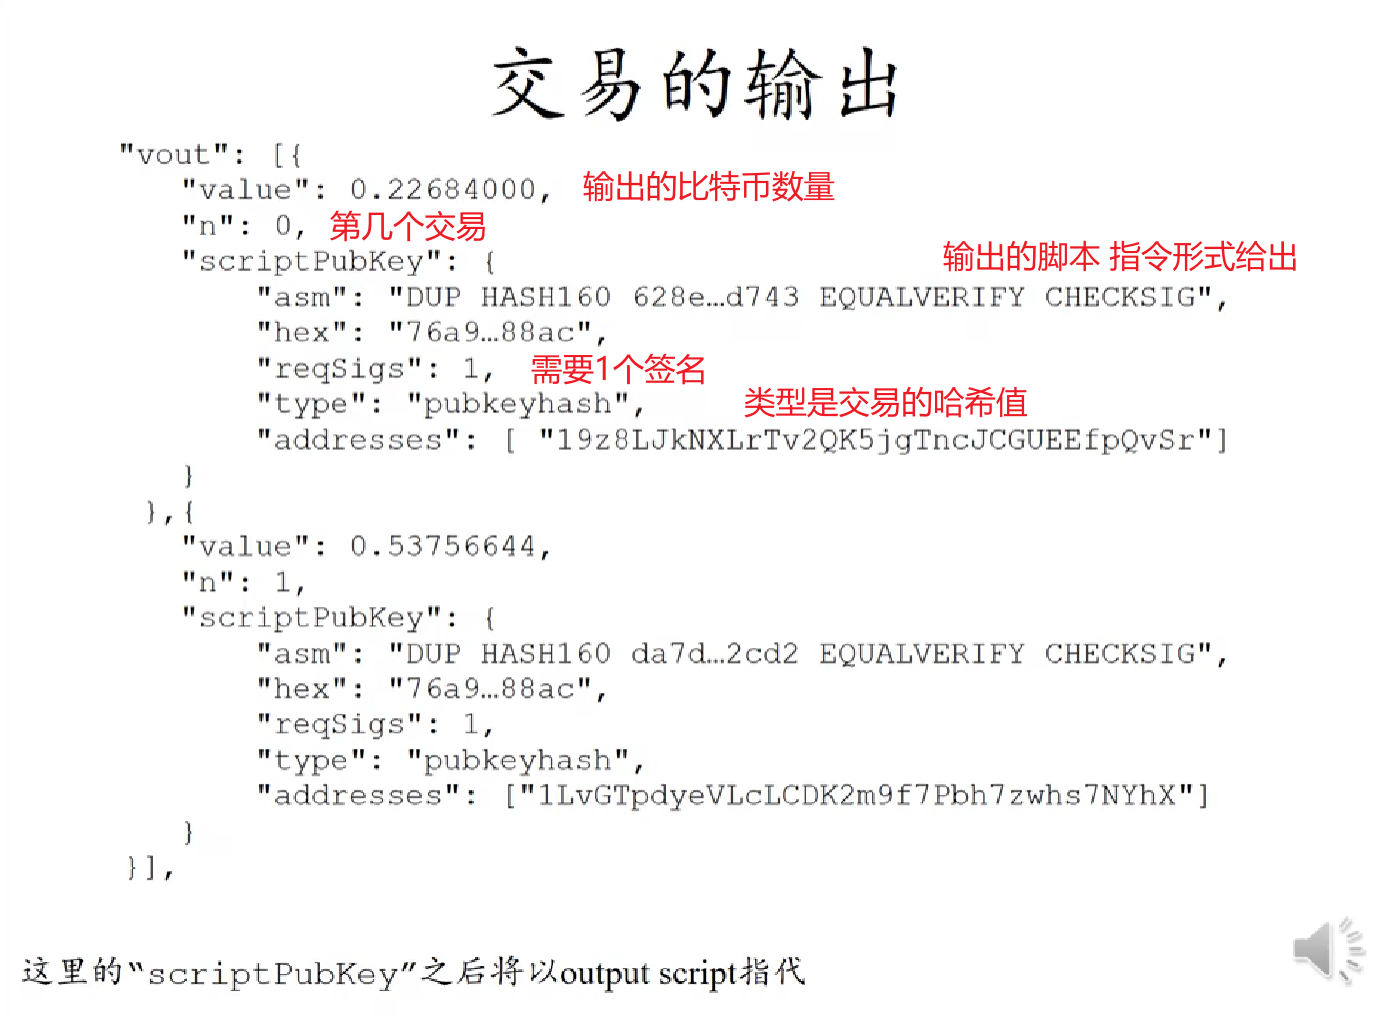 交易的输出
"vout": [{
"value": 0.22684000, 输出的比特币数量
"n": 0, 第几个交易
"scriptPubKey": {
输出的脚本 指令形式给出
"asm": "DUP HASH160 628e…d743 EQUALVERIFY CHECKSIG",
"hex": "76a9…88ac",
"reqSigs": 1, 需要1个签名
"type": "pubkeyhash", 类型是交易的哈希值
"addresses": [ "19z8LJkNXLrTv2QK5jgTncJCGUEEfpQvSr"]
}
},{
"value": 0.53756644,
"n": 1,
"scriptPubKey": {
"asm": "DUP HASH160 da7d…2cd2 EQUALVERIFY CHECKSIG",
"hex": "76a9…88ac",
"reqSigs": 1,
"type": "pubkeyhash",
"addresses": ["1LvGTpdyeVLcLCDK2m9f7Pbh7zwhs7NYhX"]
}
}],
这里的“scriptPubKey”之后将以output script指代